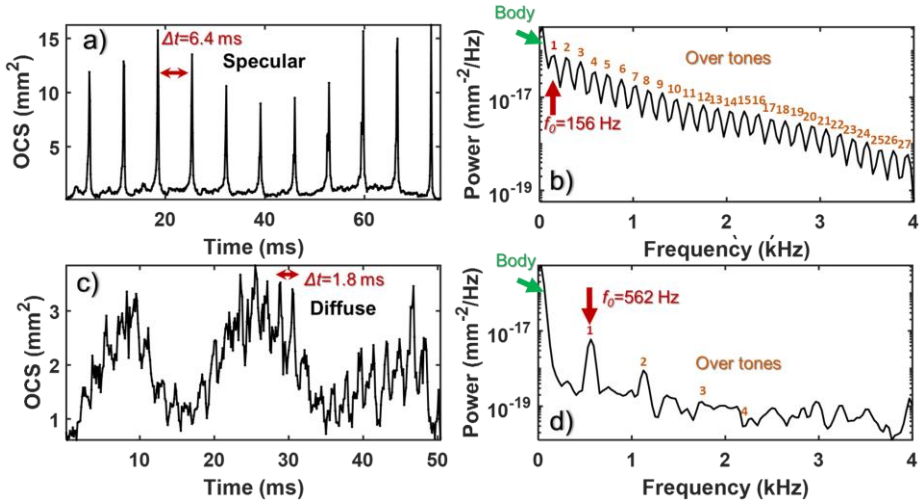 a)
Δt=6.4 ms
Specular
OCS (mm²)
15
10
5
20
40
60
Time (ms)
Body
1 2 3 4 5 6 7 8 9 10 11 12 13 14 15 16 17 18 19 20 21 22 23 24 25 26 27
Over tones
f₀=156 Hz
b)
Power (mm⁻²/Hz)
10⁻¹⁷
10⁻¹⁹
0
1
2
3
4
Frequency (kHz)
c)
Δt=1.8 ms
Diffuse
OCS (mm²)
3
2
1
10
20
30
40
50
Time (ms)
Body
f₀=562 Hz
1
2
3
4
Over tones
d)
Power (mm⁻²/Hz)
10⁻¹⁷
10⁻¹⁹
0
1
2
3
4
Frequency (kHz)